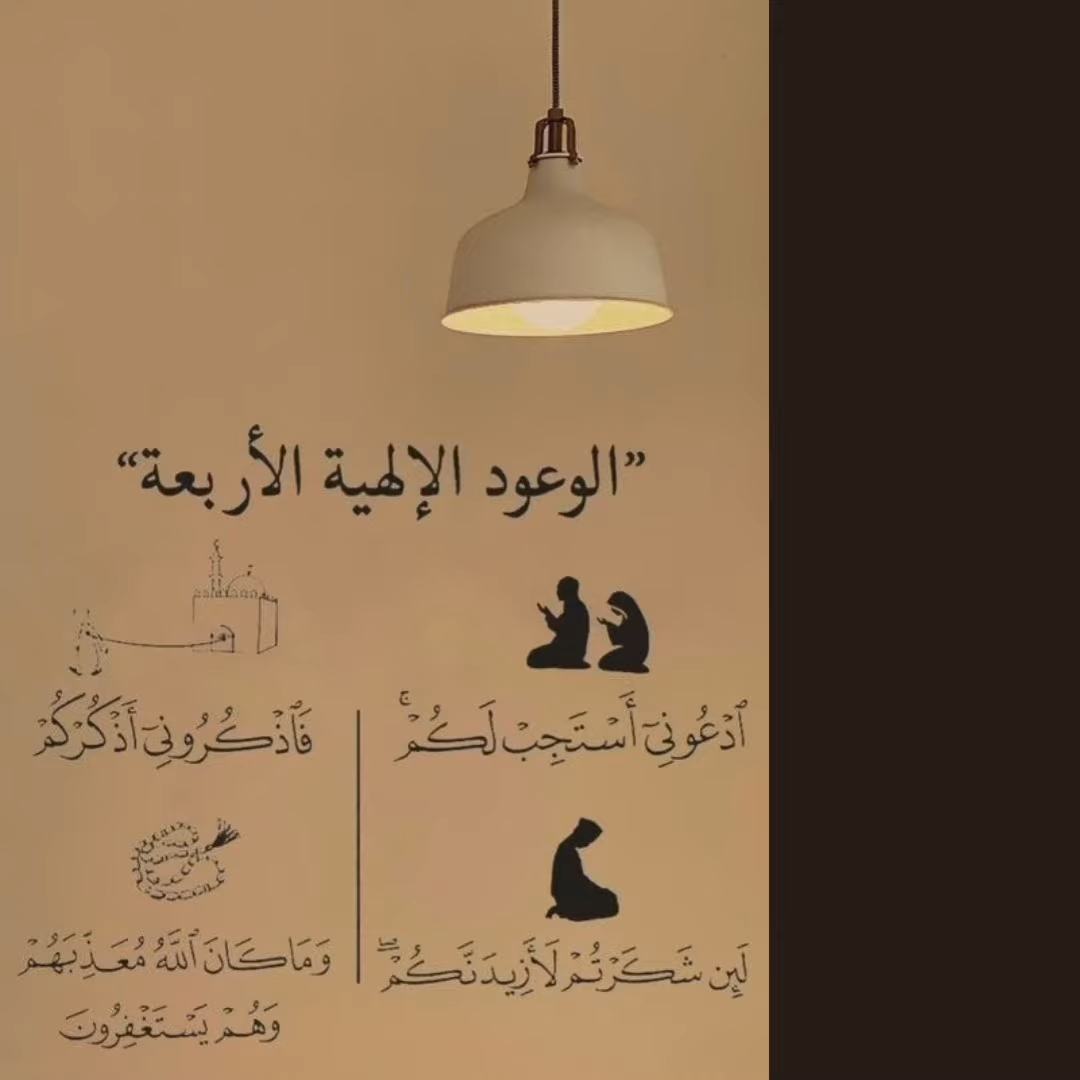 ”الوعود الإلهية الأربعة“
ٱدْعُونِىٓ أَسْتَجِبْ لَكُمْ ۚ
فَٱذْكُرُونِىٓ أَذْكُرْكُمْ
لَئِن شَكَرْتُمْ لَأَزِيدَنَّكُمْ ۖ
وَمَا كَانَ ٱللَّهُ مُعَذِّبَهُمْ
وَهُمْ يَسْتَغْفِرُونَ